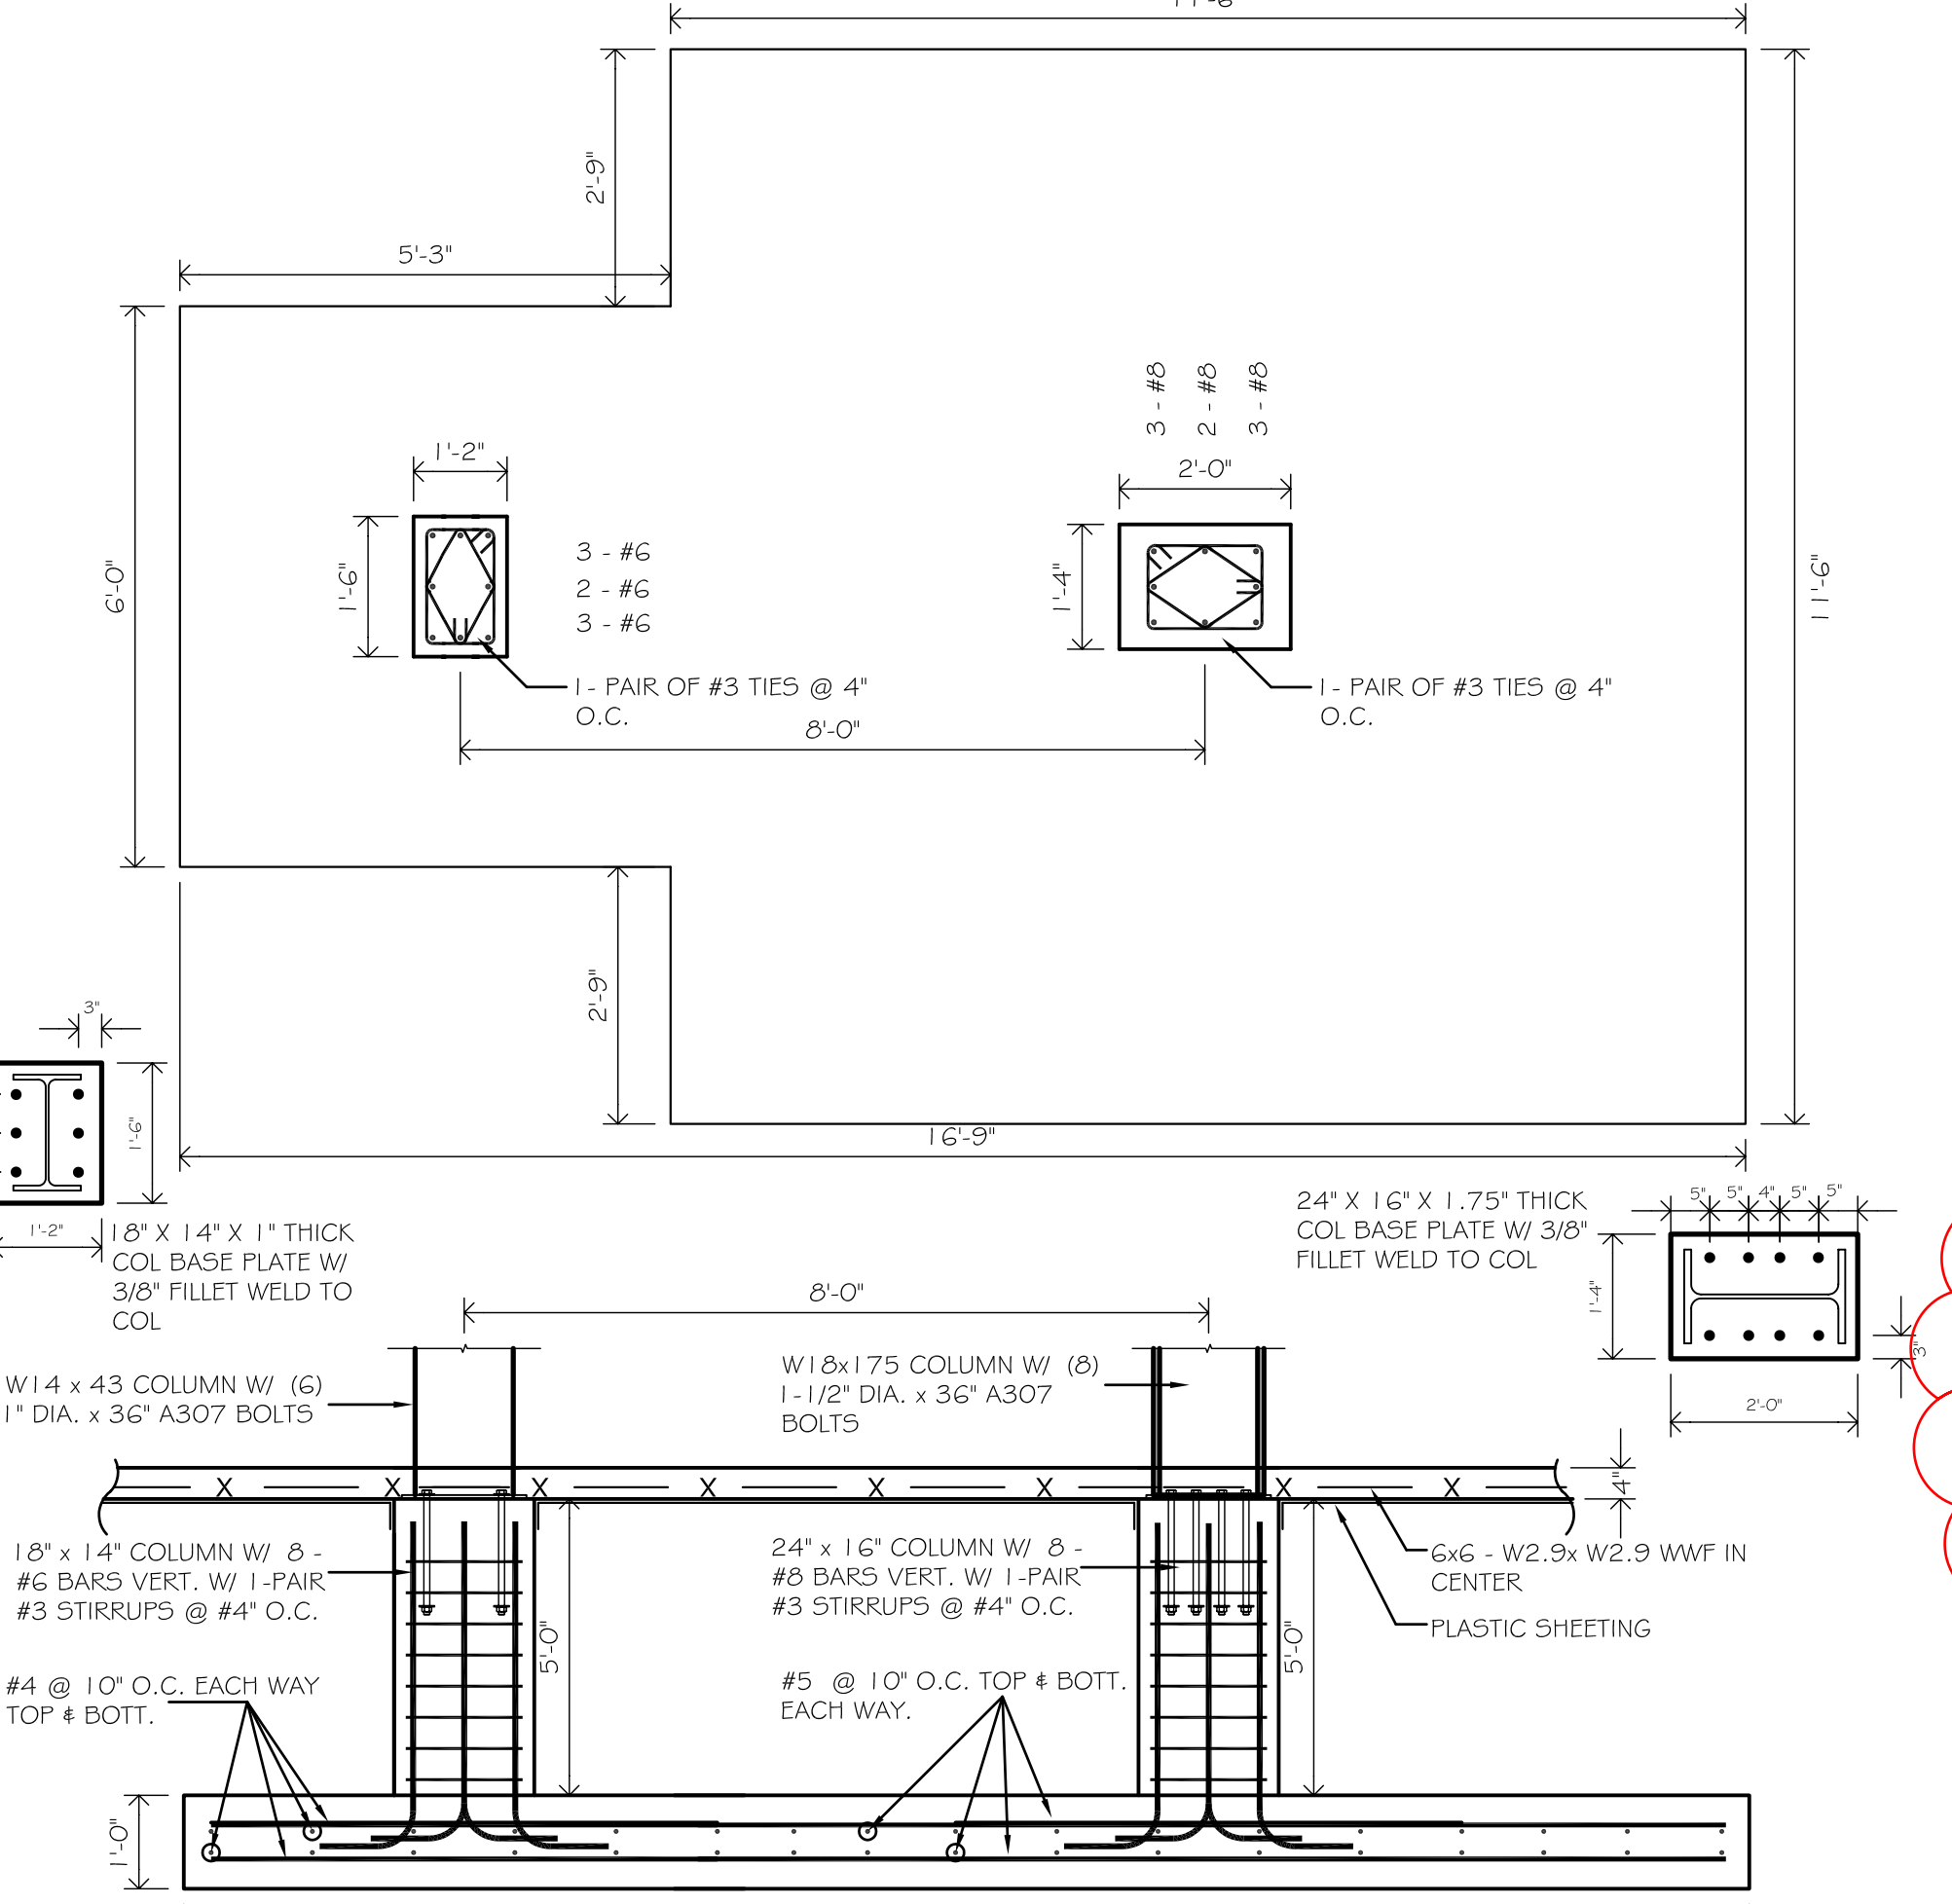 2'-9"
5'-3"
3 - #8
2 - #8
3 - #8
1'-2"
2'-0"
6'-0"
1'-6"
3 - #6
2 - #6
3 - #6
1'-4"
11'-6"
1- PAIR OF #3 TIES @ 4"
O.C.
1- PAIR OF #3 TIES @ 4"
O.C.
8'-0"
2'-9"
3"
1'-6"
16'-9"
1'-2"
18" X 14" X 1" THICK
COL BASE PLATE W/
3/8" FILLET WELD TO
COL
24" X 16" X 1.75" THICK
COL BASE PLATE W/ 3/8"
FILLET WELD TO COL
5"
5"
4"
5"
5"
1'-4"
3"
2'-0"
8'-0"
W14 x 43 COLUMN W/ (6)
1" DIA. x 36" A307 BOLTS
W18x175 COLUMN W/ (8)
1-1/2" DIA. x 36" A307
BOLTS
4"
X X X X X X X X
18" x 14" COLUMN W/ 8 -
#6 BARS VERT. W/ 1-PAIR
#3 STIRRUPS @ #4" O.C.
24" x 16" COLUMN W/ 8 -
#8 BARS VERT. W/ 1-PAIR
#3 STIRRUPS @ #4" O.C.
6x6 - W2.9x W2.9 WWF IN
CENTER
PLASTIC SHEETING
5'-0"
5'-0"
#4 @ 10" O.C. EACH WAY
TOP & BOTT.
#5 @ 10" O.C. TOP & BOTT.
EACH WAY.
1'-0"